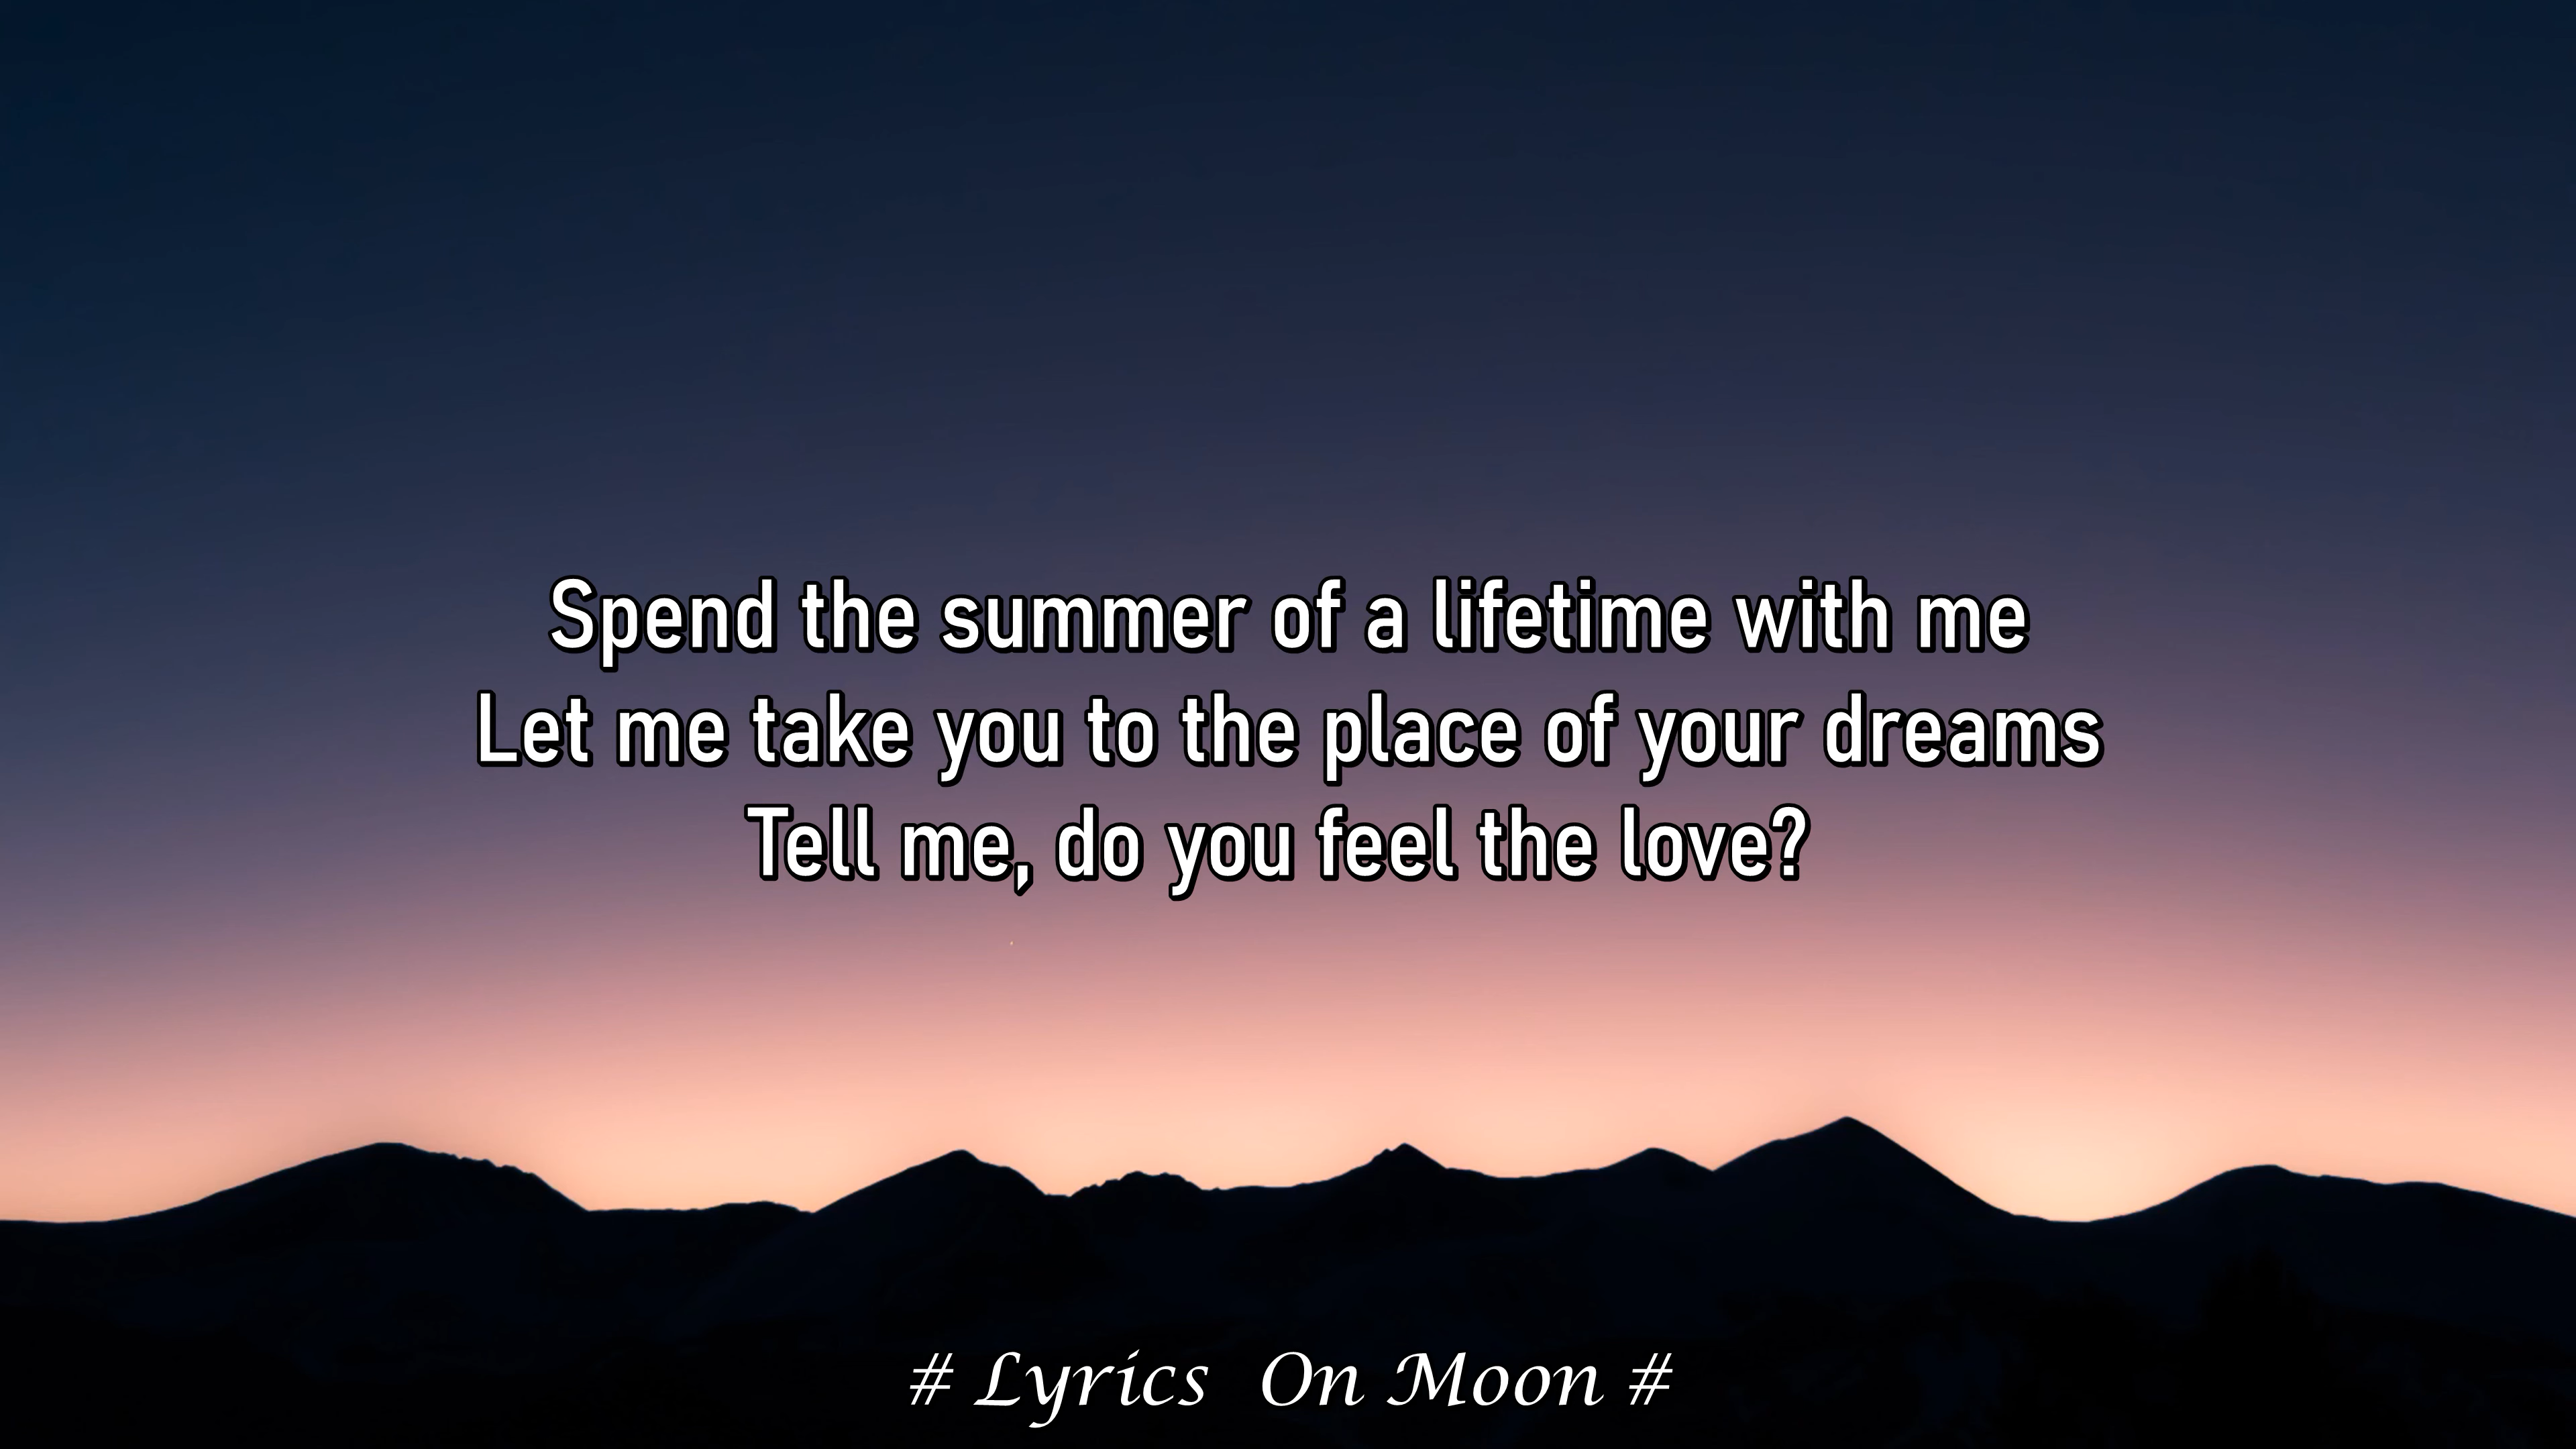 Spend the summer of a lifetime with me
Let me take you to the place of your dreams
Tell me, do you feel the love?
# Lyrics On Moon #